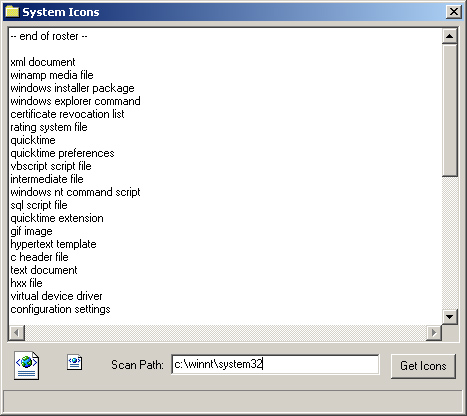 System Icons
-- end of roster --
xml document
winamp media file
windows installer package
windows explorer command
certificate revocation list
rating system file
quicktime
quicktime preferences
vbscript script file
intermediate file
windows nt command script
sql script file
quicktime extension
gif image
hypertext template
c header file
text document
hxx file
virtual device driver
configuration settings
Scan Path: c:\winnt\system32 Get Icons